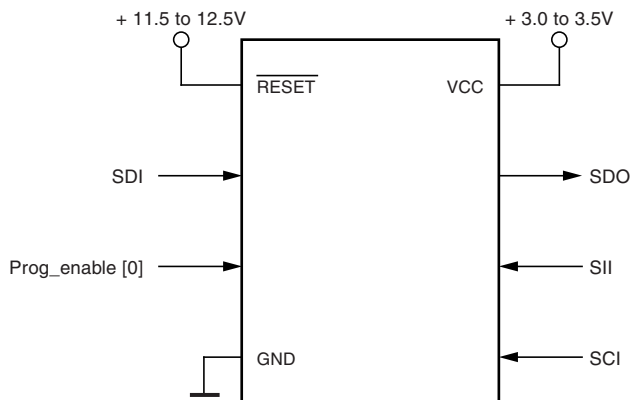 + 11.5 to 12.5V
+ 3.0 to 3.5V
RESET
VCC
SDI
SDO
Prog_enable [0]
SII
GND
SCI